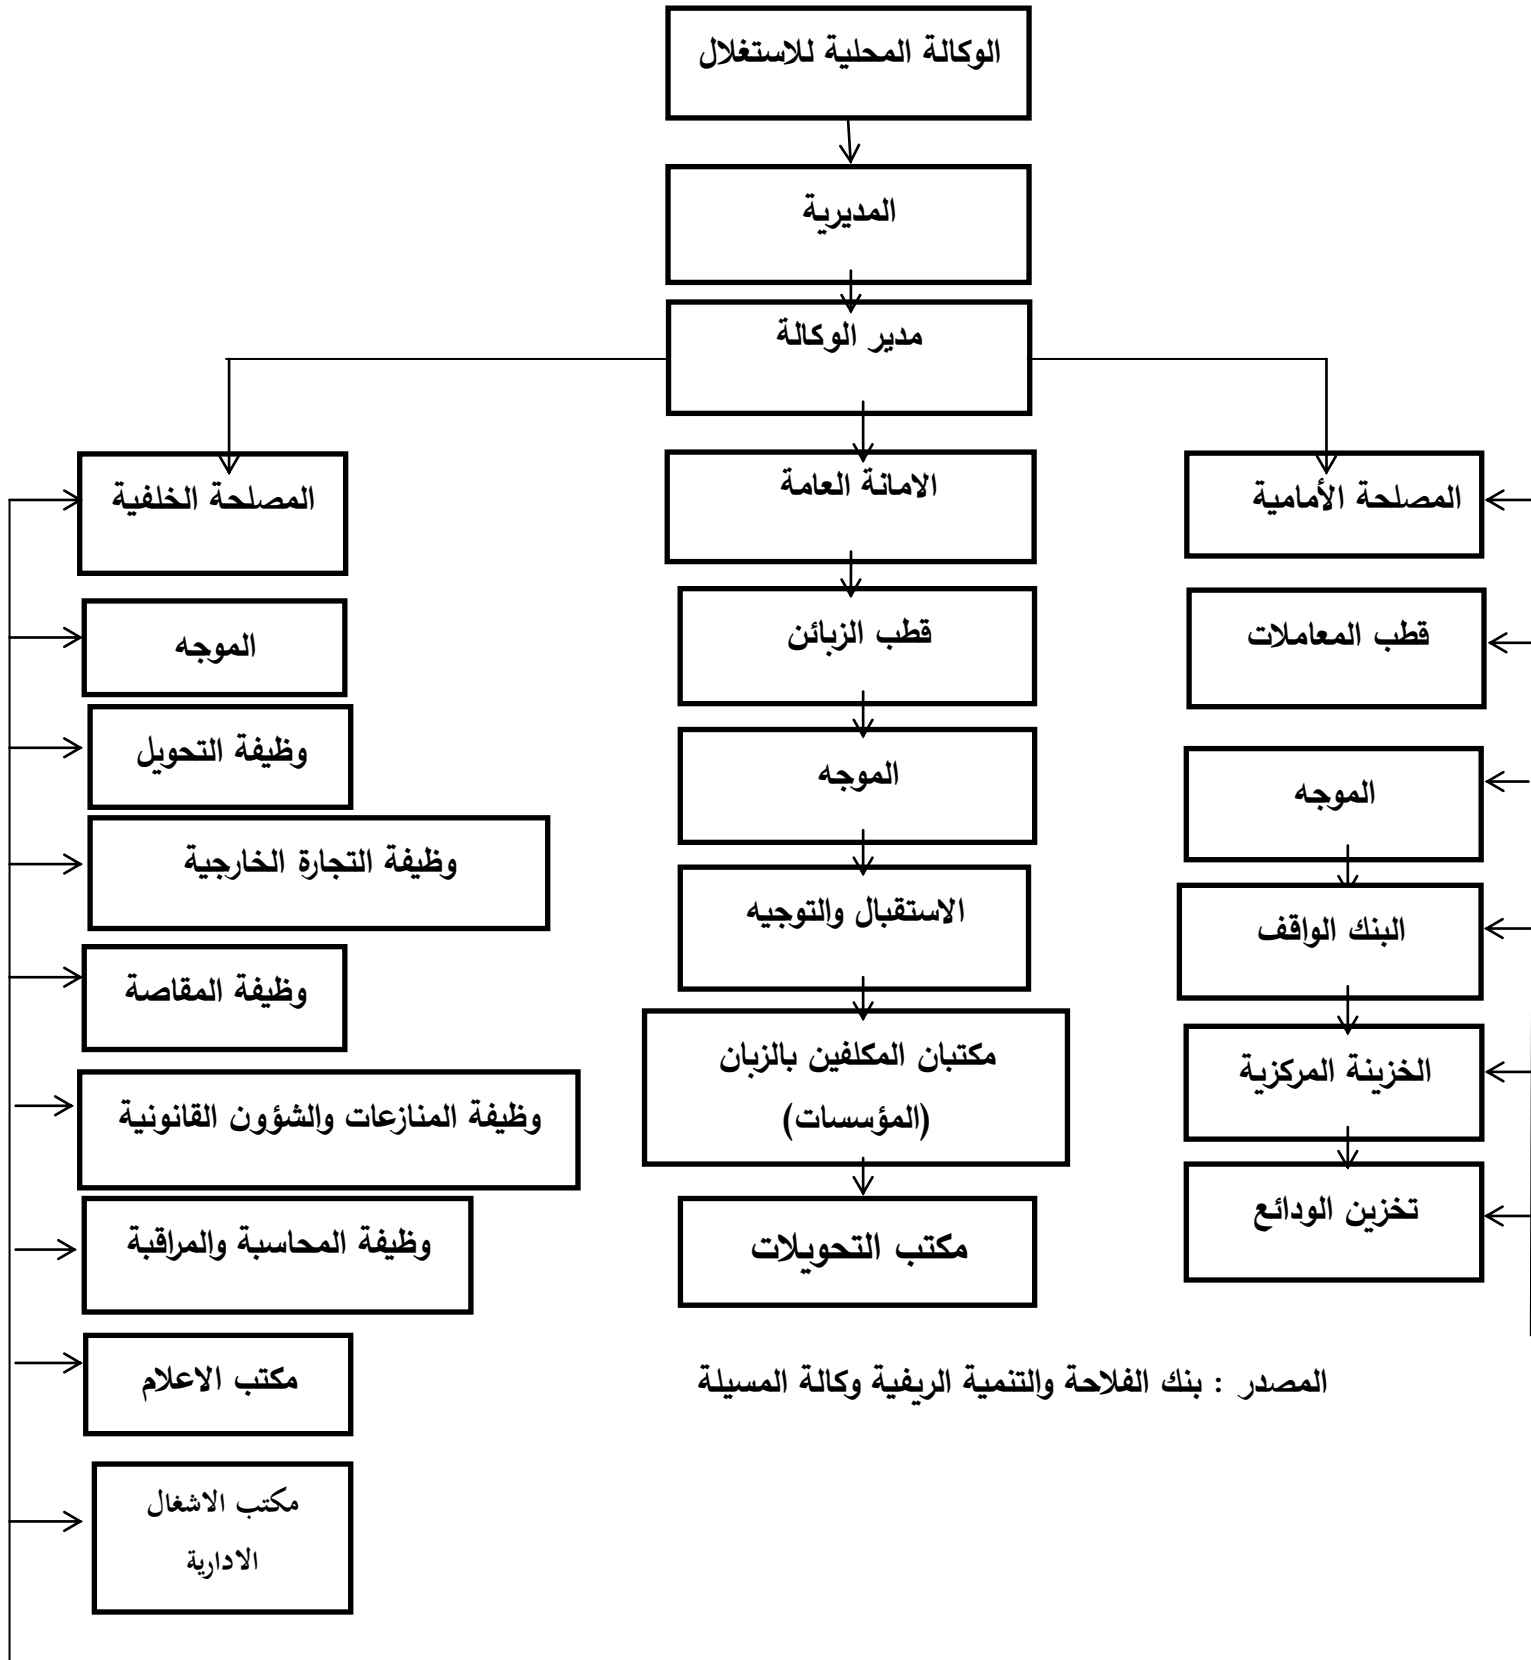 الوكالة المحلية للاستغلال
المديرية
مدير الوكالة
المصلحة الأمامية
قطب المعاملات
الموجه
البنك الواقف
الخزينة المركزية
تخزين الودائع
الامانة العامة
قطب الزبائن
الموجه
الاستقبال والتوجيه
مكتبان المكلفين بالزبان
(المؤسسات)
مكتب التحويلات
المصلحة الخلفية
الموجه
وظيفة التحويل
وظيفة التجارة الخارجية
وظيفة المقاصة
وظيفة المنازعات والشؤون القانونية
وظيفة المحاسبة والمراقبة
مكتب الاعلام
مكتب الاشغال
الادارية
المصدر : بنك الفلاحة والتنمية الريفية وكالة المسيلة